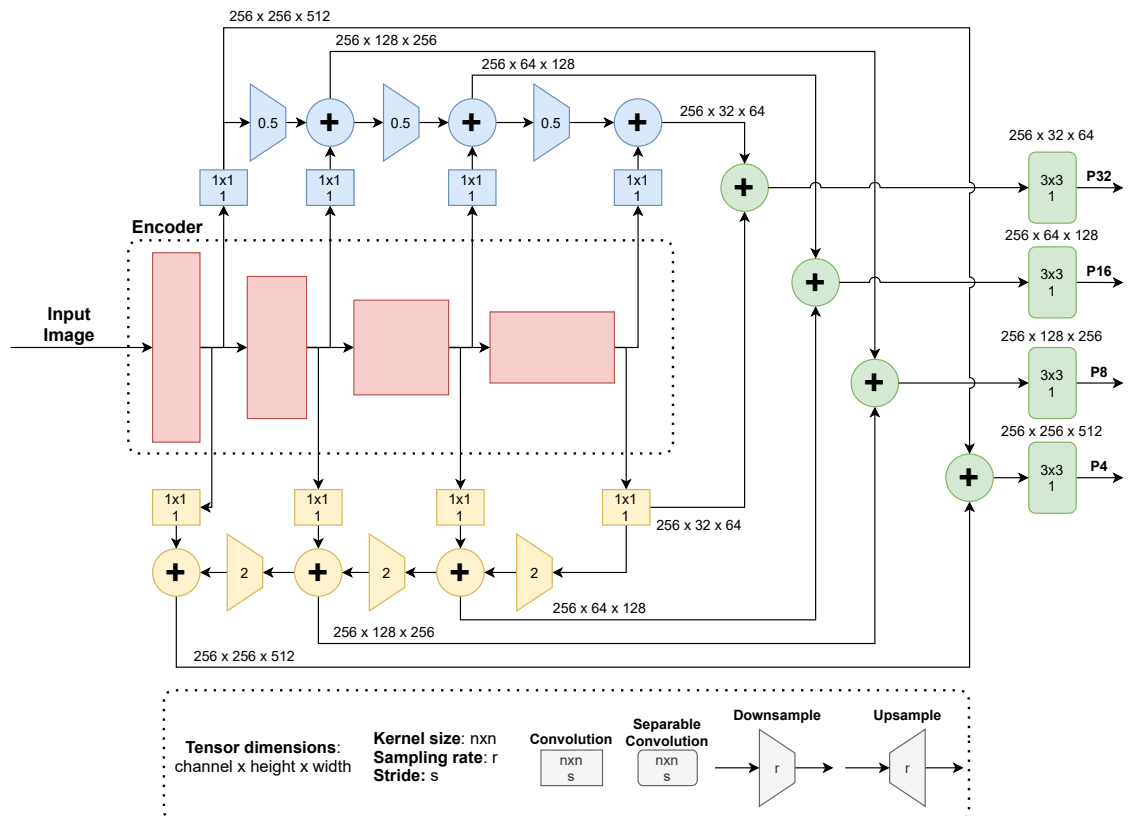 256 x 256 x 512
256 x 128 x 256
256 x 64 x 128
256 x 32 x 64
0.5
+
0.5
+
0.5
+
1x1
1
1x1
1
1x1
1
1x1
1
+
256 x 32 x 64
3x3
1
P32
Encoder
Input
Image
256 x 64 x 128
+
3x3
1
P16
256 x 128 x 256
+
3x3
1
P8
256 x 256 x 512
+
3x3
1
P4
1x1
1
1x1
1
1x1
1
1x1
1
256 x 32 x 64
+
2
+
2
+
2
256 x 64 x 128
256 x 128 x 256
256 x 256 x 512
Tensor dimensions:
channel x height x width
Kernel size: nxn
Sampling rate: r
Stride: s
Convolution
nxn
s
Separable
Convolution
nxn
s
Downsample
r
Upsample
r